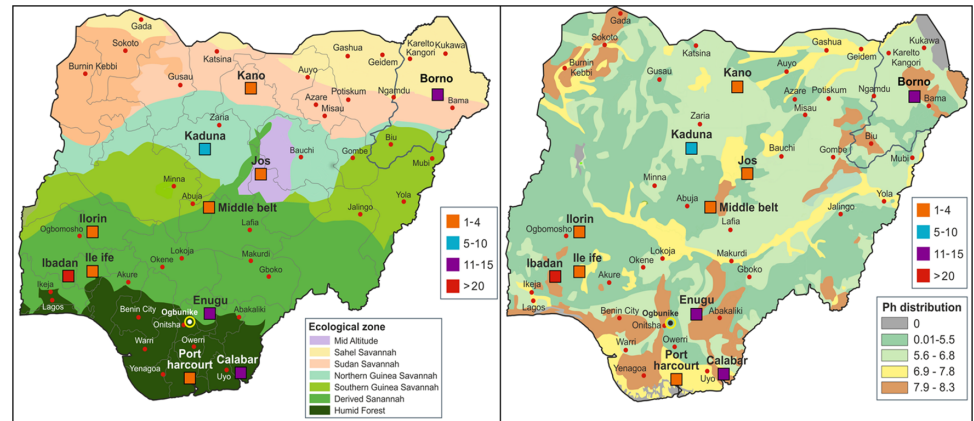 Gada
Sokoto
Katsina
Gashua
Karelto
Kukawa
Kangori
Geidem
Burnin Kebbi
Gusau
Kano
Auyo
Borno
Potiskum
Ngamdu
Azare
Misau
Bama
Zaria
Kaduna
Biu
Jos
Bauchi
Gombe
Mubi
Minna
Abuja
Middle belt
Yola
Jalingo
Ilorin
Ogbomosho
Lafia
Ibadan
Ile ife
Lokoja
Okene
Makurdi
Gboko
Akure
Ikeja
Lagos
Enugu
Benin City
Ogbunike
Onitsha
Abakaliki
Warri
Owerri
Port
harcourt
Calabar
Yenagoa
Uyo
1-4
5-10
11-15
>20
Ecological zone
Mid Altitude
Sahel Savannah
Sudan Savannah
Northern Guinea Savannah
Southern Guinea Savannah
Derived Sanannah
Humid Forest
Gada
Sokoto
Katsina
Gashua
Kukawa
Karelto
Kangori
Geidem
Burnin
Kebbi
Gusau
Kano
Auyo
Borno
Azare
Potiskum
Ngamdu
Misau
Bama
Zaria
Kaduna
Biu
Jos
Bauchi
Gombe
Mubi
Minna
Abuja
Middle belt
Yola
Jalingo
Ilorin
Ogbomosho
Lafia
Ibadan
Ile ife
Lokoja
Okene
Makurdi
Gboko
Akure
Ikeja
Lagos
Enugu
Benin City
Ogbunike
Onitsha
Abakaliki
Warri
Owerri
Port
harcourt
Calabar
Yenagoa
Uyo
1-4
5-10
11-15
>20
Ph distribution
0
0.01-5.5
5.6 - 6.8
6.9 - 7.8
7.9 - 8.3